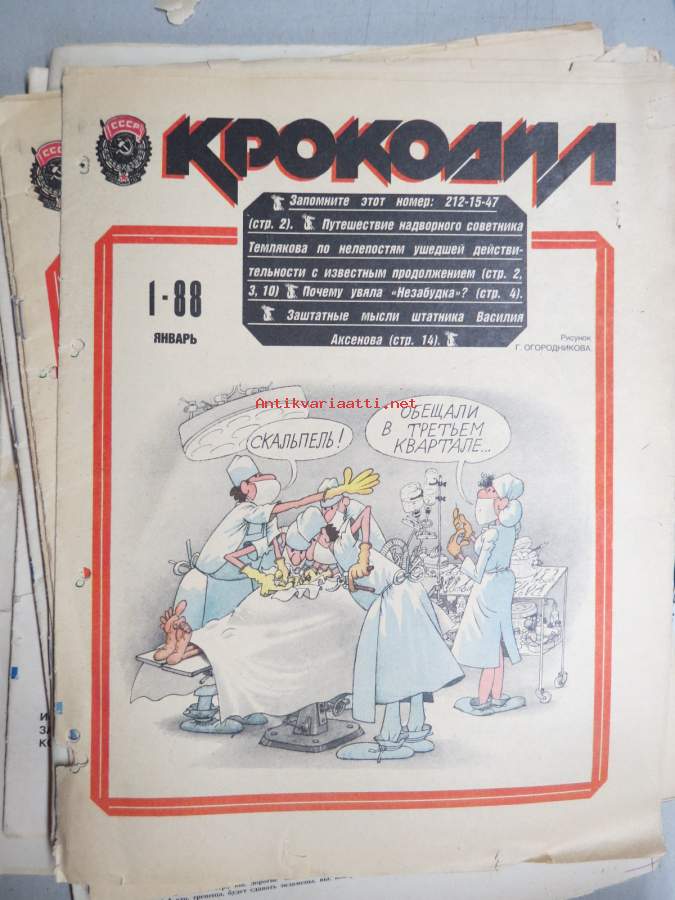 СССР
КРОКОДИЛ
Запомните этот номер: 212-15-47
(стр. 2). Путешествие надворного советника
Темлякова по нелепостям ушедшей действи-
тельности с известным продолжением (стр. 2,
3, 10) Почему увяла «Незабудка»? (стр. 4).
Заштатные мысли штатника Василия
Аксенова (стр. 14).
1-88
ЯНВАРЬ
Рисунок
Г. ОГОРОДНИКОВА.
Antikvariaatti.net
СКАЛЬПЕЛЬ!
ОБЕЩАЛИ
В ТРЕТЬЕМ
КВАРТАЛЕ...